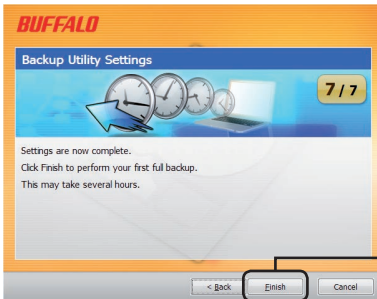 BUFFALO
Backup Utility Settings
7 / 7
Settings are now complete.
Click Finish to perform your first full backup.
This may take several hours.
< Back
Finish
Cancel